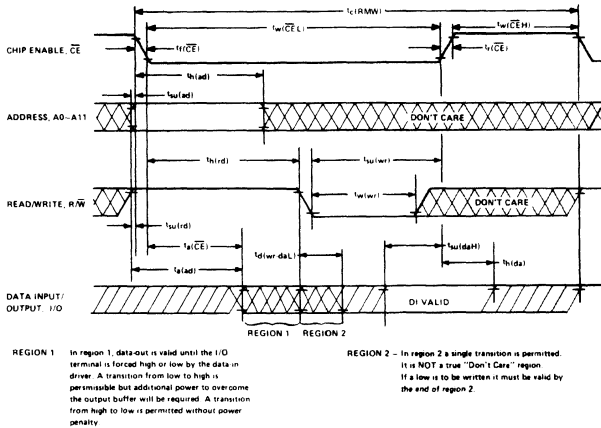 tc(RMW)
tw(CEL)
tw(CEH)
CHIP ENABLE, CE
tf(CE)
tr(CE)
th(ad)
tsu(ad)
ADDRESS, A0~A11
DON'T CARE
th(rd)
tsu(wr)
tw(wr)
READ/WRITE, R/W
DON'T CARE
tsu(rd)
ta(CE)
td(wr-daL)
tsu(daH)
ta(ad)
th(da)
DATA INPUT/
OUTPUT, I/O
DI VALID
REGION 1
REGION 2
REGION 1 In region 1, data-out is valid until the I/O
terminal is forced high or low by the data in
driver. A transition from low to high is
persmissible but additional power to overcome
the output buffer will be required. A transition
from high to low is permitted without power
penalty
REGION 2 – In region 2 a single transition is permitted.
It is NOT a true "Don't Care" region
If a low is to be written it must be valid by
the end of region 2.